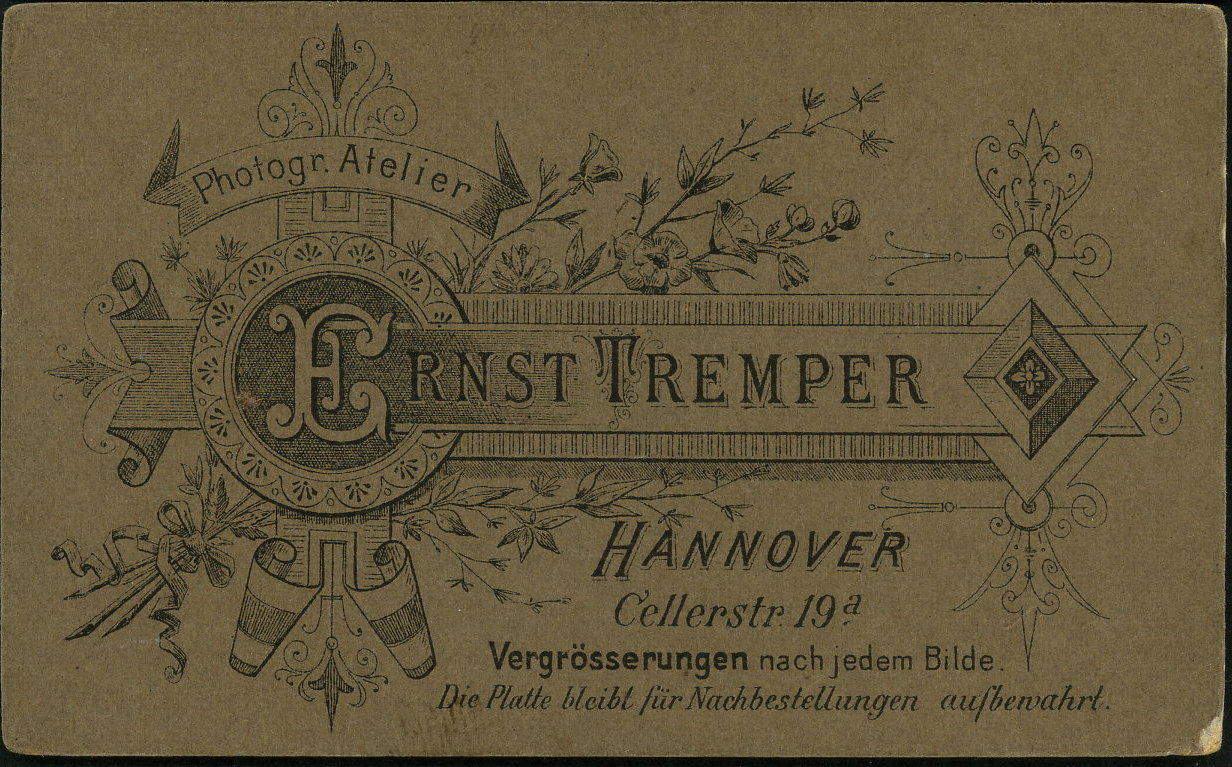 Photogr. Atelier
ERNST TREMPER
HANNOVER
Cellerstr. 19a
Vergrösserungen nach jedem Bilde.
Die Platte bleibt für Nachbestellungen aufbewahrt.